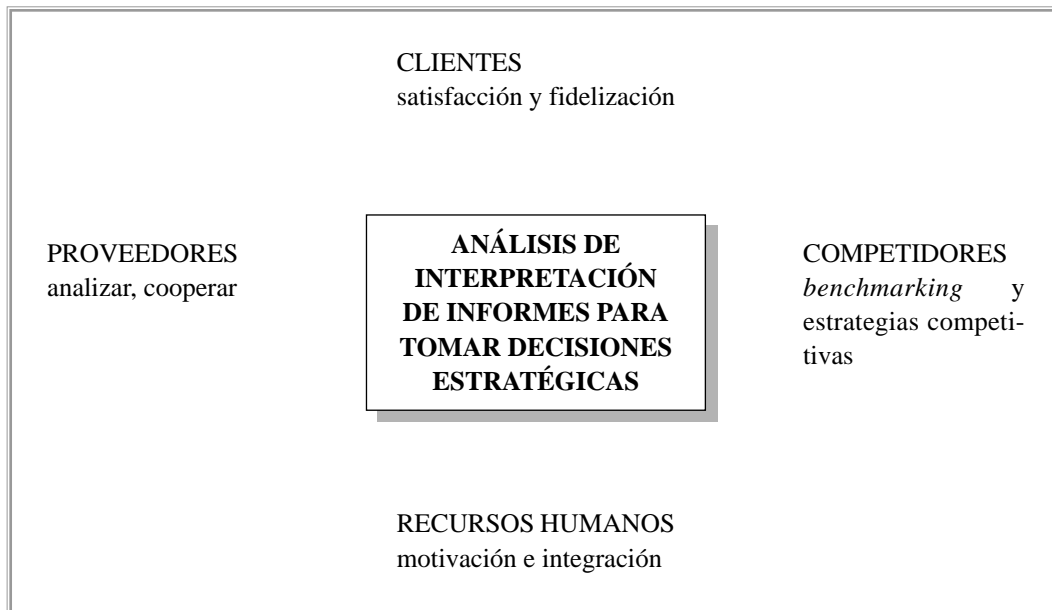 CLIENTES
satisfacción y fidelización
PROVEEDORES
analizar, cooperar
ANÁLISIS DE
INTERPRETACIÓN
DE INFORMES PARA
TOMAR DECISIONES
ESTRATÉGICAS
COMPETIDORES
benchmarking y
estrategias competi-
tivas
RECURSOS HUMANOS
motivación e integración